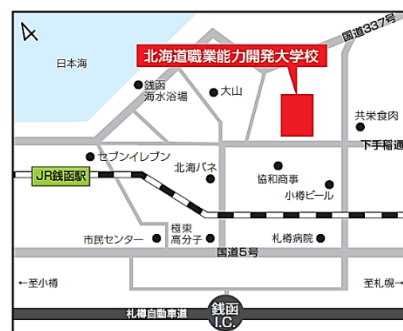 国道337号
日本海
北海道職業能力開発大学校
銭函
海水浴場
大山
共栄食肉
下手稲通
セブンイレブン
JR銭函駅
北海バネ
協和商事
小樽ビール
市民センター
極東
高分子
札樽病院
国道5号
←至小樽
至札幌→
銭函
I.C.
札樽自動車道